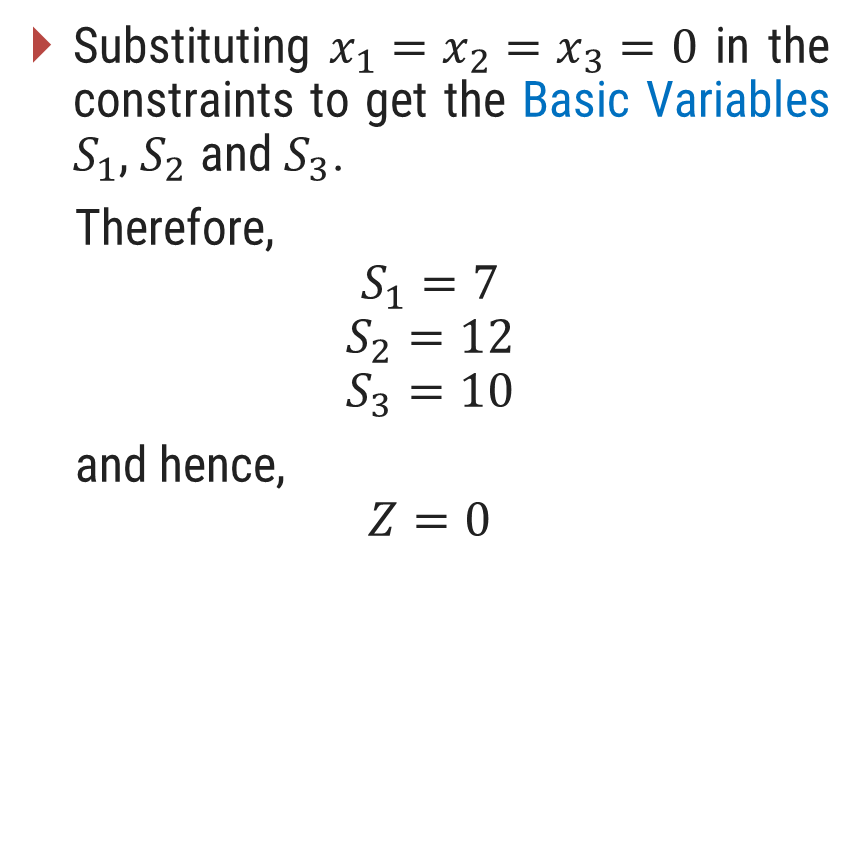 Substituting x₁ = x₂ = x₃ = 0 in the
constraints to get the Basic Variables
S₁, S₂ and S₃.
Therefore,
S₁ = 7
S₂ = 12
S₃ = 10
and hence,
Z = 0